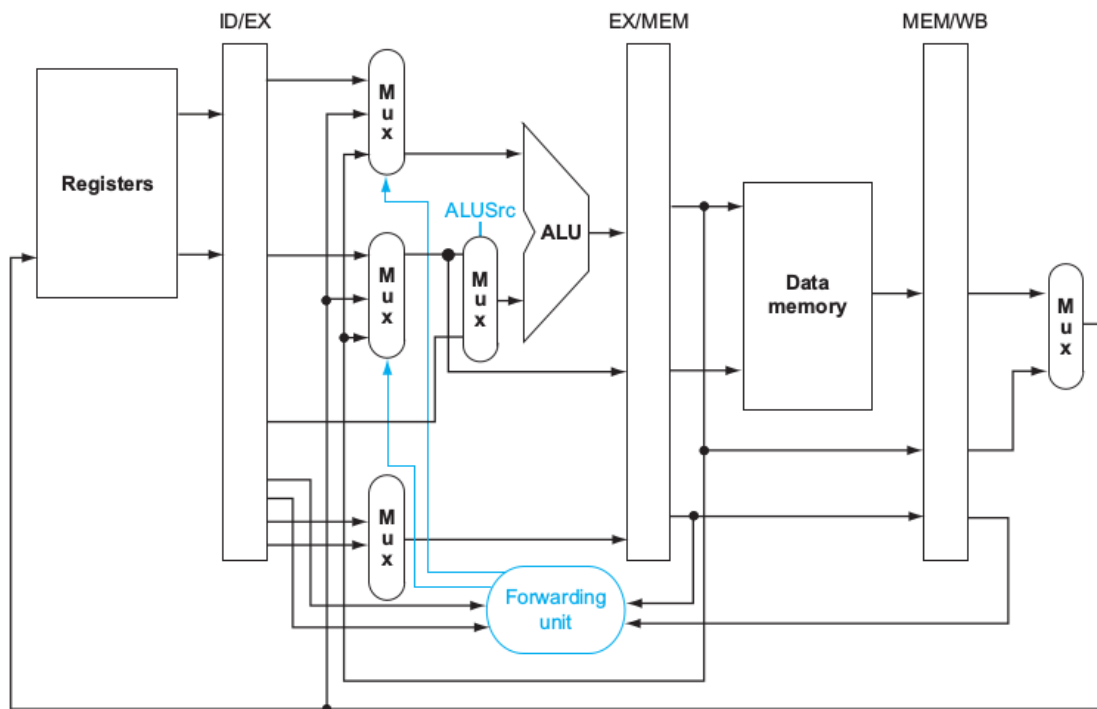 ID/EX
EX/MEM
MEM/WB
M
u
x
Registers
ALUSrc
ALU
M
u
x
M
u
x
Data
memory
M
u
x
M
u
x
Forwarding
unit